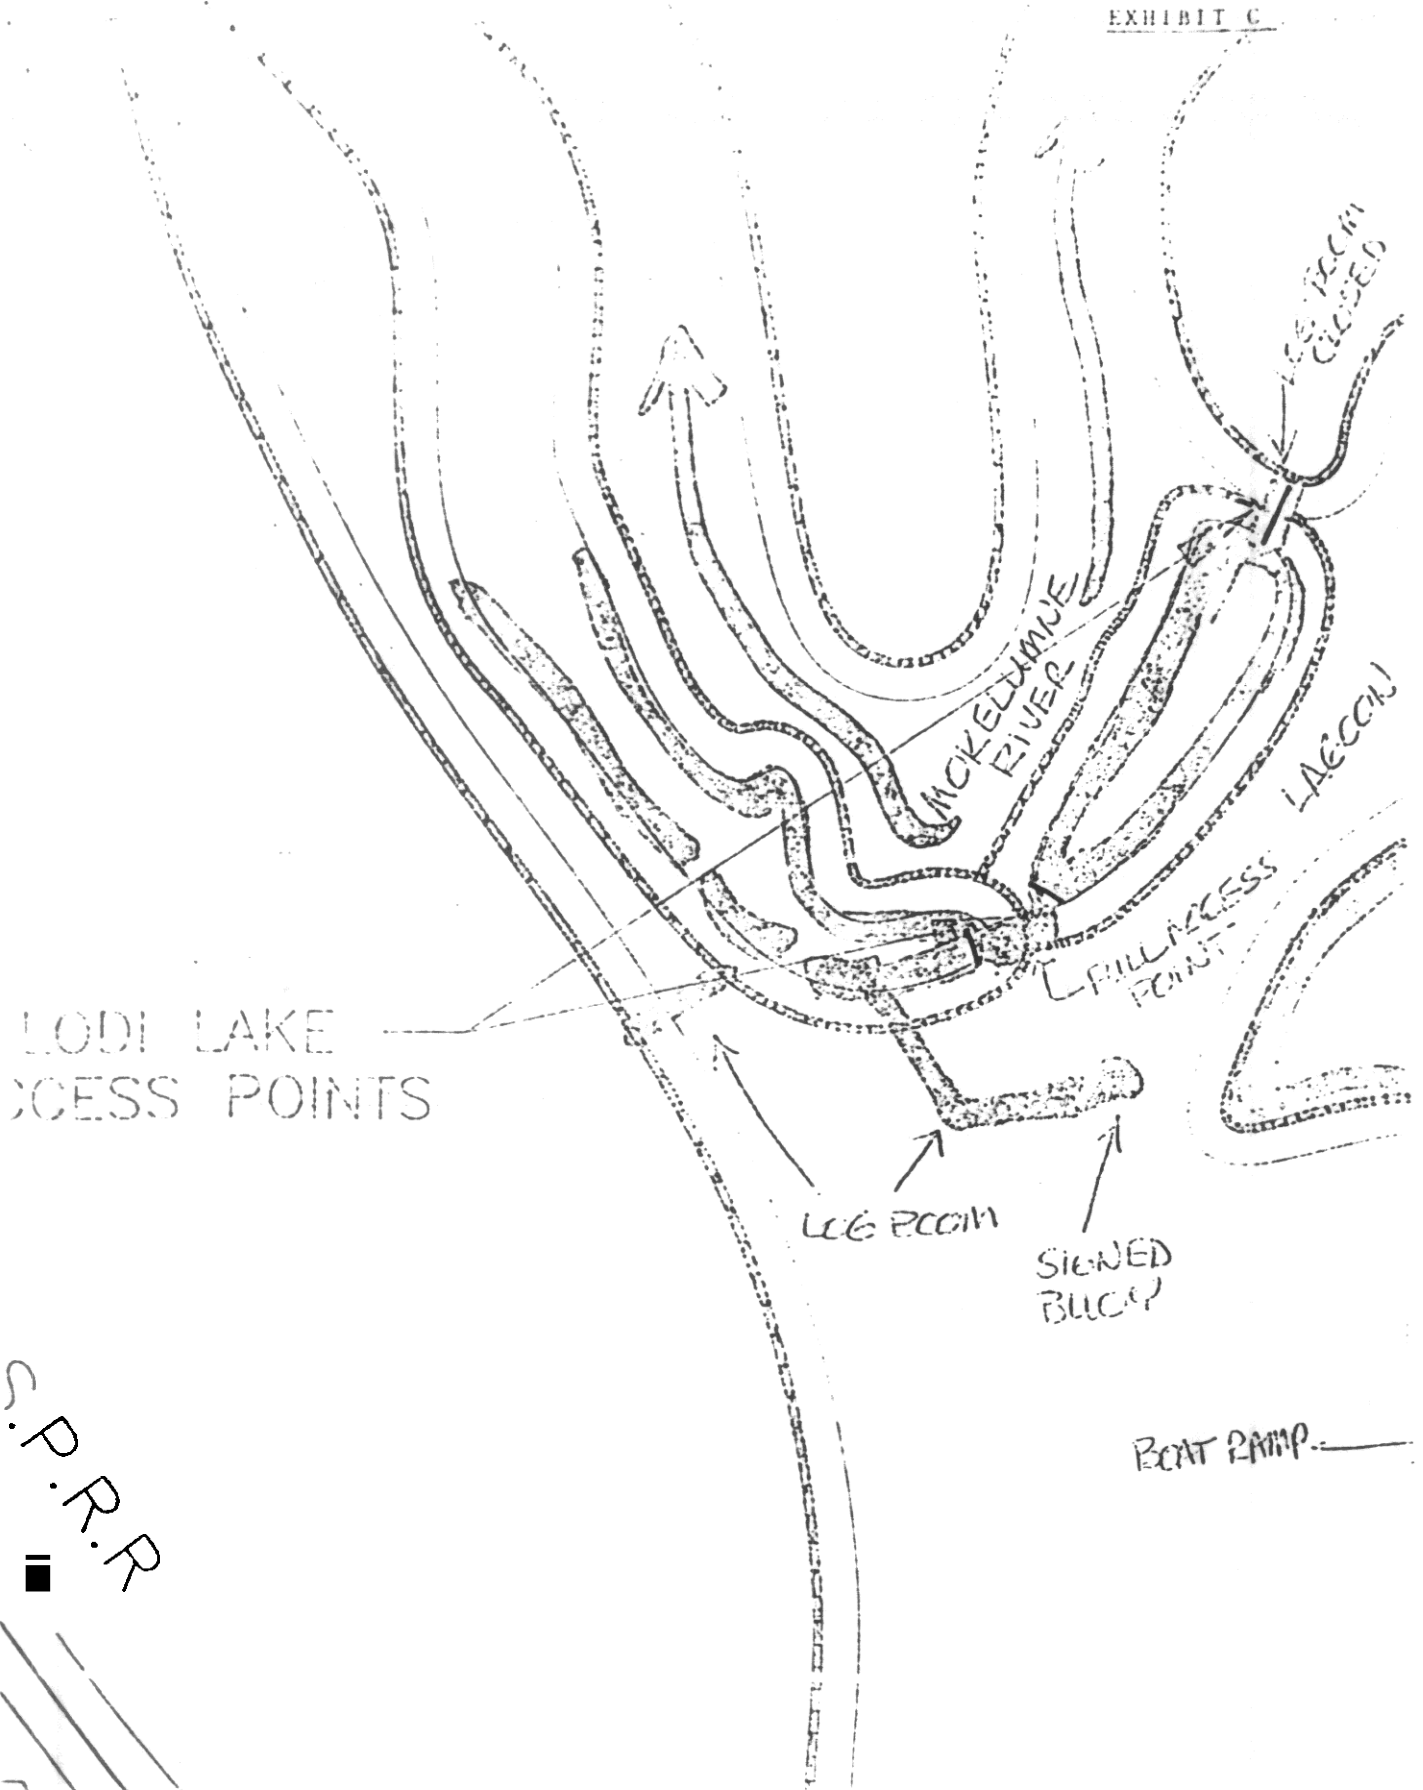 EXHIBIT C
LOG BOOM
CLOSED
MOKELUMNE
RIVER
LAGOON
FULL ACCESS
POINT
LODI LAKE
CCESS POINTS
LOG BOOM
SIGNED
BUOY
BOAT RAMP
S.P.R.R